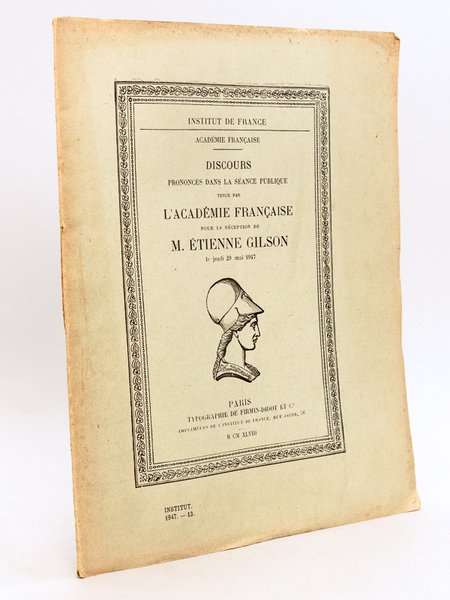 INSTITUT DE FRANCE
ACADÉMIE FRANÇAISE
DISCOURS
PRONONCÉS DANS LA SÉANCE PUBLIQUE
TENUE PAR
L'ACADÉMIE FRANÇAISE
POUR LA RÉCEPTION DE
M. ÉTIENNE GILSON
le jeudi 29 mai 1947
PARIS
TYPOGRAPHIE DE FIRMIN-DIDOT ET Cie
IMPRIMEURS DE L'INSTITUT DE FRANCE, RUE JACOB, 56
M CM XLVIII
INSTITUT.
1947. — 13.